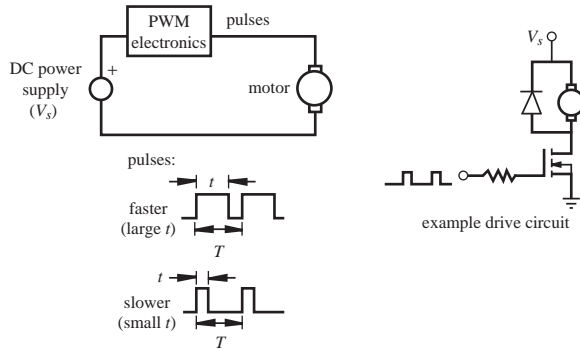 PWM
electronics
pulses
DC power
supply
(Vs)
+
motor
pulses:
t
faster
(large t)
T
t
slower
(small t)
T
Vs
example drive circuit